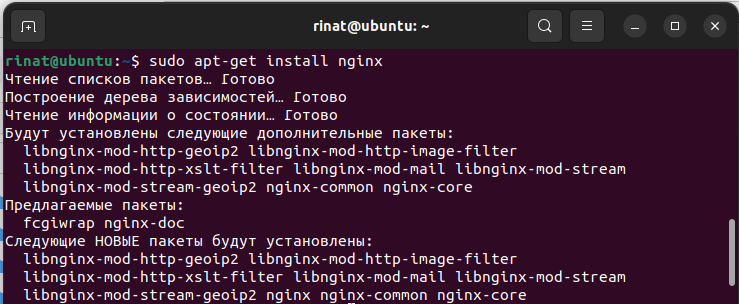 rinat@ubuntu: ~
rinat@ubuntu:~$ sudo apt-get install nginx
Чтение списков пакетов… Готово
Построение дерева зависимостей… Готово
Чтение информации о состоянии… Готово
Будут установлены следующие дополнительные пакеты:
libnginx-mod-http-geoip2 libnginx-mod-http-image-filter
libnginx-mod-http-xslt-filter libnginx-mod-mail libnginx-mod-stream
libnginx-mod-stream-geoip2 nginx-common nginx-core
Предлагаемые пакеты:
fcgiwrap nginx-doc
Следующие НОВЫЕ пакеты будут установлены:
libnginx-mod-http-geoip2 libnginx-mod-http-image-filter
libnginx-mod-http-xslt-filter libnginx-mod-mail libnginx-mod-stream
libnginx-mod-stream-geoip2 nginx nginx-common nginx-core